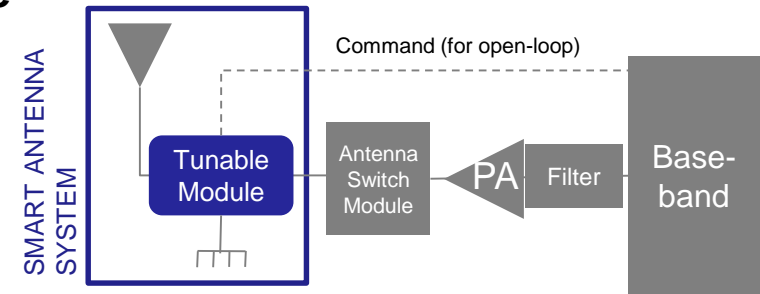 SMART ANTENNA
SYSTEM
Command (for open-loop)
Tunable
Module
Antenna
Switch
Module
PA
Filter
Base-
band